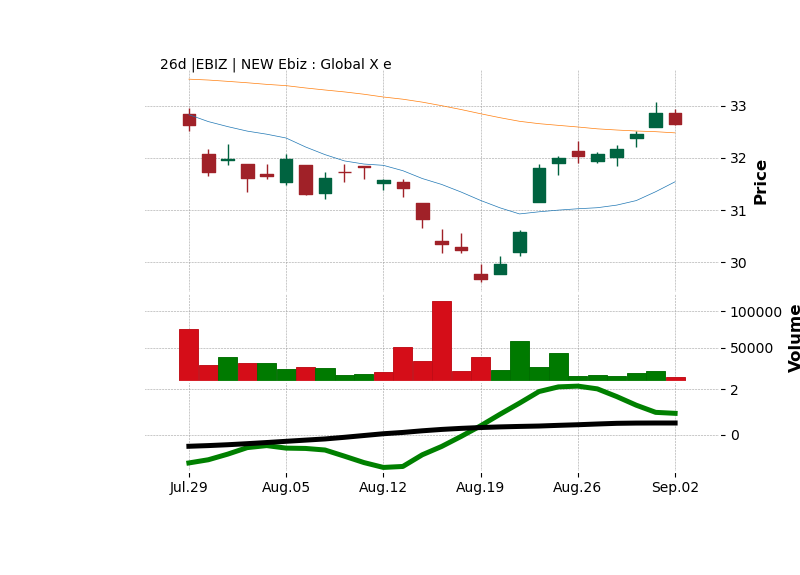 26d |EBIZ | NEW Ebiz : Global X e
33
32
31
30
Price
100000
50000
Volume
2
0
Jul.29 Aug.05 Aug.12 Aug.19 Aug.26 Sep.02